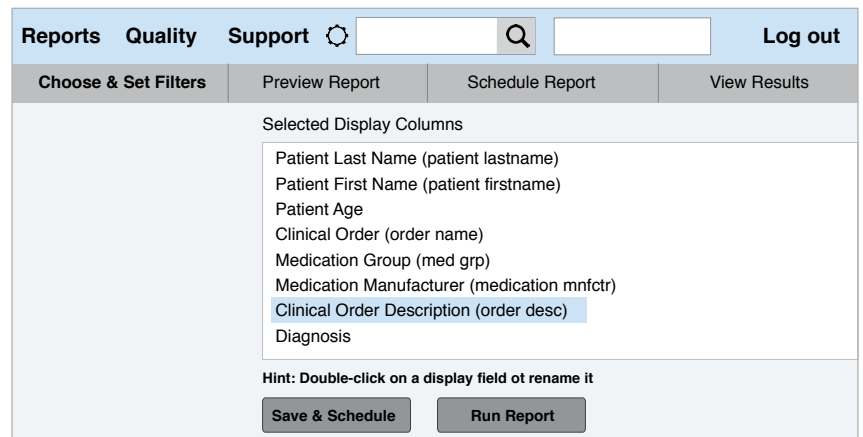 Reports Quality Support Log out
Choose & Set Filters Preview Report Schedule Report View Results
Selected Display Columns
Patient Last Name (patient lastname)
Patient First Name (patient firstname)
Patient Age
Clinical Order (order name)
Medication Group (med grp)
Medication Manufacturer (medication mnfctr)
Clinical Order Description (order desc)
Diagnosis
Hint: Double-click on a display field ot rename it
Save & Schedule Run Report